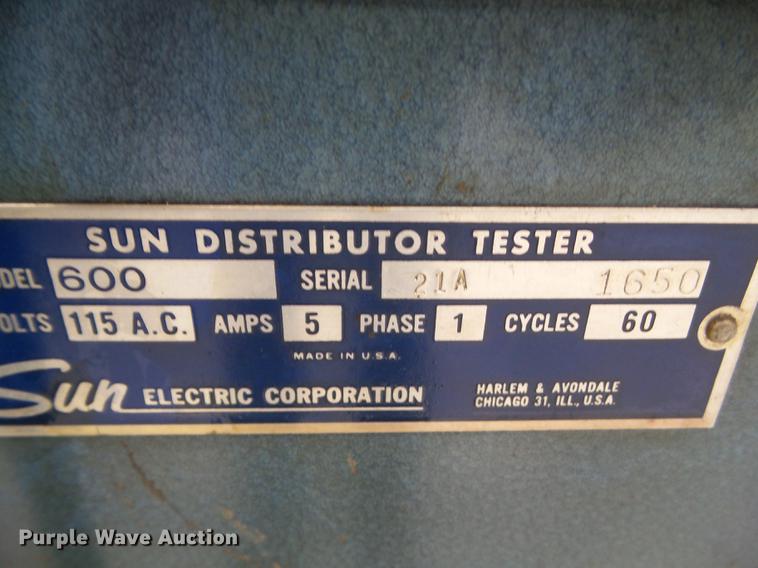 SUN DISTRIBUTOR TESTER
DEL 600 SERIAL 21A 1650
OLTS 115 A.C. AMPS 5 PHASE 1 CYCLES 60
MADE IN U.S.A.
Sun ELECTRIC CORPORATION
HARLEM & AVONDALE
CHICAGO 31, ILL., U.S.A.
Purple Wave Auction